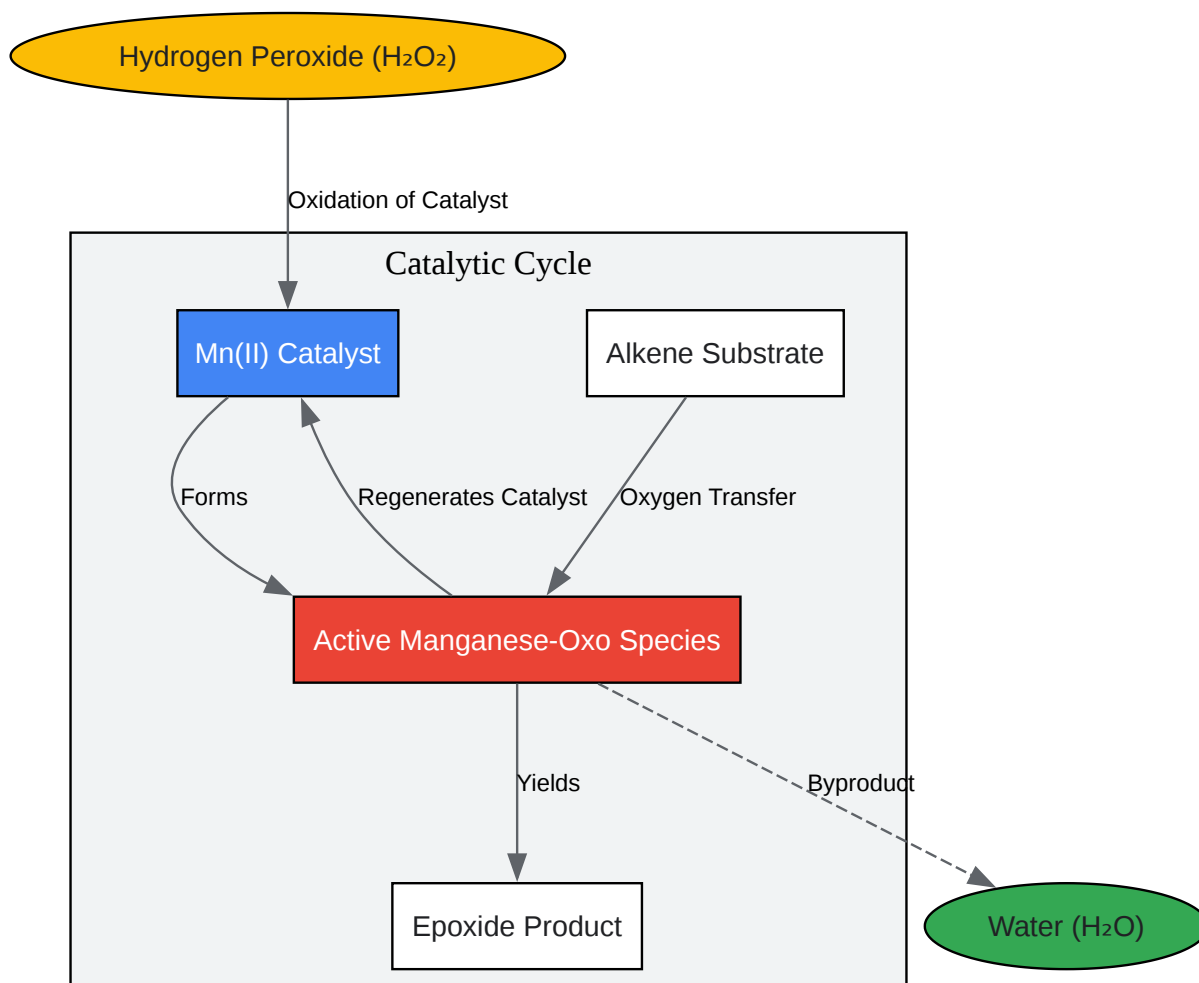 Hydrogen Peroxide (H₂O₂)
Oxidation of Catalyst
Catalytic Cycle
Mn(II) Catalyst
Alkene Substrate
Forms
Regenerates Catalyst
Oxygen Transfer
Active Manganese-Oxo Species
Yields
Byproduct
Epoxide Product
Water (H₂O)